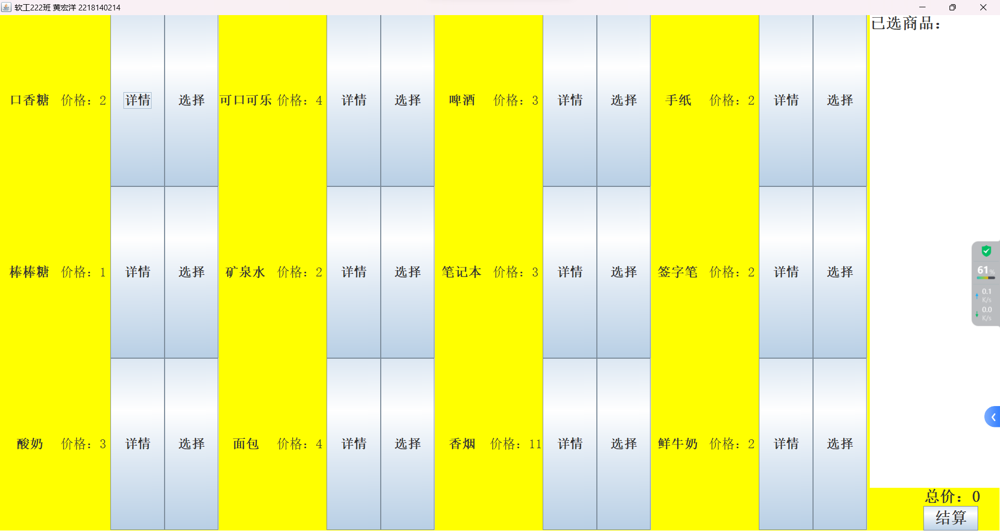 软工222班 黄宏洋 2218140214
口香糖 价格：2 详情 选择 可口可乐 价格：4 详情 选择 啤酒 价格：3 详情 选择 手纸 价格：2 详情 选择
棒棒糖 价格：1 详情 选择 矿泉水 价格：2 详情 选择 笔记本 价格：3 详情 选择 签字笔 价格：2 详情 选择
酸奶 价格：3 详情 选择 面包 价格：4 详情 选择 香烟 价格：11 详情 选择 鲜牛奶 价格：2 详情 选择
已选商品：
61%
0.1
K/s
0.0
K/s
总价：0
结算